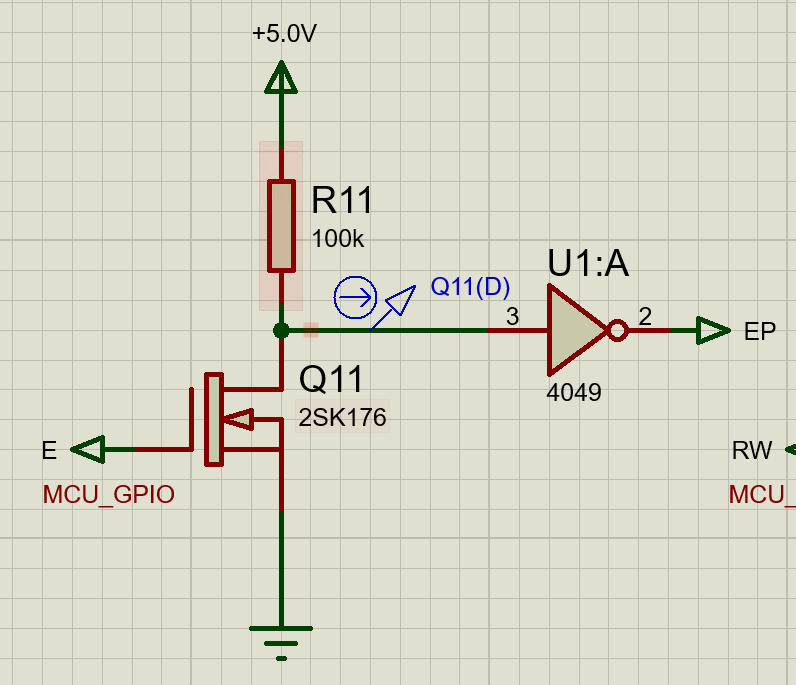 +5.0V
R11
100k
Q11(D)
U1:A
3
2
EP
4049
Q11
2SK176
E
MCU_GPIO
RW
MCU_